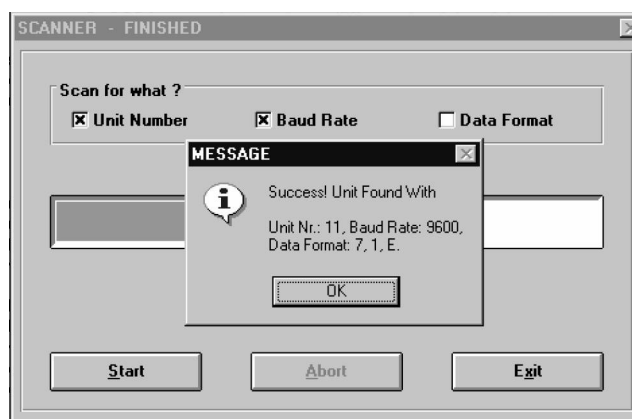 SCANNER - FINISHED
Scan for what ?
Unit Number Baud Rate Data Format
MESSAGE
Success! Unit Found With
Unit Nr.: 11, Baud Rate: 9600,
Data Format: 7, 1, E.
OK
Start Abort Exit